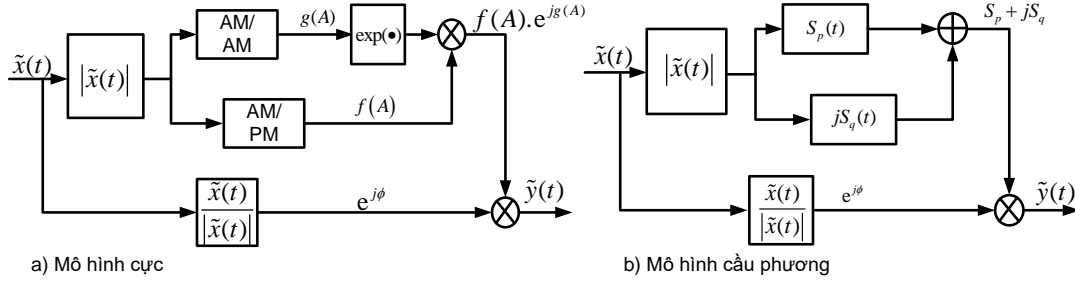 AM/
AM
g(A)
exp(•)
f(A).e^{jg(A)}
x̃(t)
|x̃(t)|
AM/
PM
f(A)
x̃(t)
|x̃(t)|
e^{jϕ}
ỹ(t)
a) Mô hình cực
S_p(t)
S_p + jS_q
x̃(t)
|x̃(t)|
jS_q(t)
x̃(t)
|x̃(t)|
e^{jϕ}
ỹ(t)
b) Mô hình cầu phương